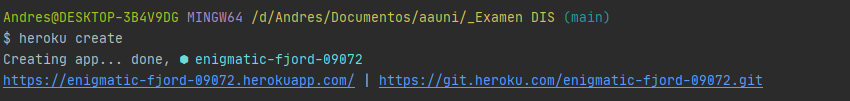 Andres@DESKTOP-3B4V9DG MINGW64 /d/Andres/Documentos/aauni/_Examen DIS (main)
$ heroku create
Creating app... done, ⬢ enigmatic-fjord-09072
https://enigmatic-fjord-09072.herokuapp.com/ | https://git.heroku.com/enigmatic-fjord-09072.git